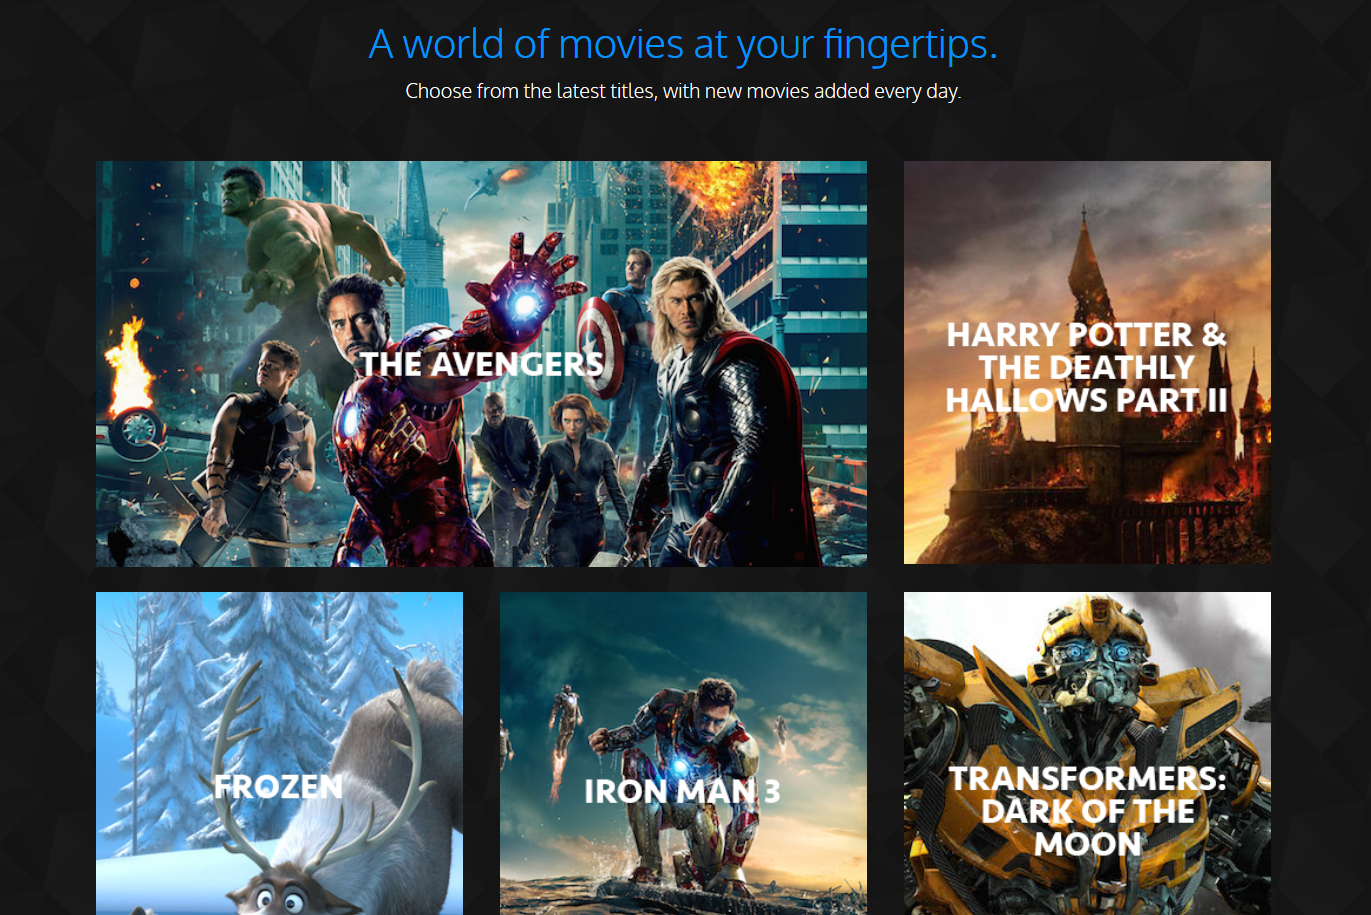 A world of movies at your fingertips.
Choose from the latest titles, with new movies added every day.
THE AVENGERS
HARRY POTTER &
THE DEATHLY
HALLOWS PART II
FROZEN
IRON MAN 3
TRANSFORMERS:
DARK OF THE
MOON